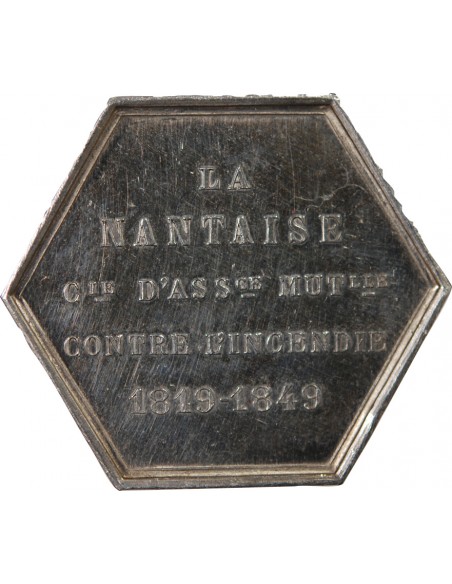 LA
NANTAISE
CIE D'ASSCE MUTLLE
CONTRE L'INCENDIE
1819-1849